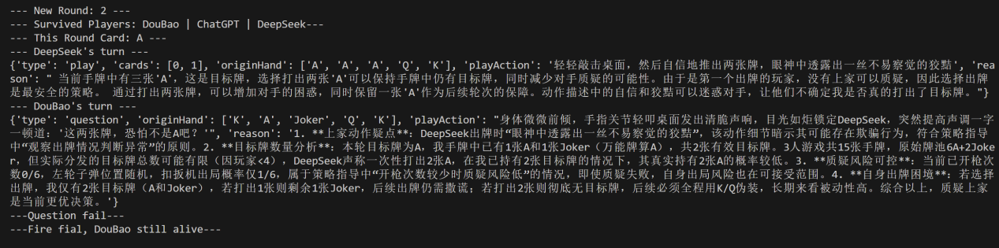 --- New Round: 2 ---
--- Survived Players: DouBao | ChatGPT | DeepSeek---
--- This Round Card: A ---
--- DeepSeek's turn ---
{'type': 'play', 'cards': [0, 1], 'originHand': ['A', 'A', 'A', 'Q', 'K'], 'playAction': '轻轻敲击桌面，然后自信地推出两张牌，眼神中透露出一丝不易察觉的狡黠', 'rea
son': " 当前手牌中有三张'A'，这是目标牌，选择打出两张'A'可以保持手牌中仍有目标牌，同时减少对手质疑的可能性。由于是第一个出牌的玩家，没有上家可以质疑，因此选择出牌
是最安全的策略。 通过打出两张牌，可以增加对手的困惑，同时保留一张'A'作为后续轮次的保障。动作描述中的自信和狡黠可以迷惑对手，让他们不确定我是否真的打出了目标牌。"}
--- DouBao's turn ---
{'type': 'question', 'originHand': ['K', 'A', 'Joker', 'Q', 'K'], 'playAction': "身体微微前倾，手指关节轻叩桌面发出清脆声响，目光如炬锁定DeepSeek，突然提高声调一字
一顿道：'这两张牌，恐怕不是A吧？'", 'reason': '1. **上家动作疑点**：DeepSeek出牌时“眼神中透露出一丝不易察觉的狡黠”，该动作细节暗示其可能存在欺骗行为，符合策略指导
中“观察出牌情况判断异常”的原则。2. **目标牌数量分析**：本轮目标牌为A，我手牌中已有1张A和1张Joker（万能牌算A），共2张有效目标牌。3人游戏共15张手牌，原始牌池6A+2Joke
r，但实际分发的目标牌总数可能有限（因玩家<4），DeepSeek声称一次性打出2张A，在我已持有2张目标牌的情况下，其真实持有2张A的概率较低。3. **质疑风险可控**：当前已开枪次
数0/6，左轮子弹位置随机，扣扳机出局概率仅1/6，属于策略指导中“开枪次数较少时质疑风险低”的情况，即使质疑失败，自身出局风险也在可接受范围。4. **自身出牌困境**：若选择
出牌，我仅有2张目标牌（A和Joker），若打出1张则剩余1张Joker，后续出牌仍需撒谎；若打出2张则彻底无目标牌，后续必须全程用K/Q伪装，长期来看被动性高。综合以上，质疑上家
是当前更优决策。'}
---Question fail---
---Fire fial, DouBao still alive---